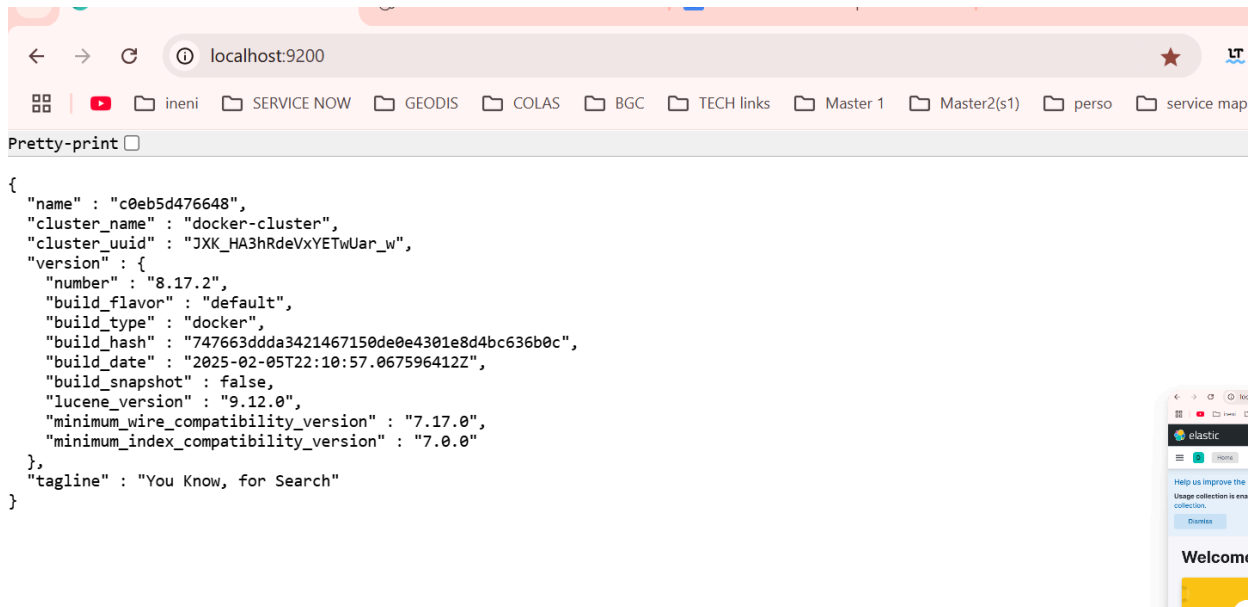 localhost:9200
ineni SERVICE NOW GEODIS COLAS BGC TECH links Master 1 Master2(s1) perso service map
Pretty-print
{
"name" : "c0eb5d476648",
"cluster_name" : "docker-cluster",
"cluster_uuid" : "JXK_HA3hRdeVxYETwUar_w",
"version" : {
"number" : "8.17.2",
"build_flavor" : "default",
"build_type" : "docker",
"build_hash" : "747663ddda3421467150de0e4301e8d4bc636b0c",
"build_date" : "2025-02-05T22:10:57.067596412Z",
"build_snapshot" : false,
"lucene_version" : "9.12.0",
"minimum_wire_compatibility_version" : "7.17.0",
"minimum_index_compatibility_version" : "7.0.0"
},
"tagline" : "You Know, for Search"
}
elastic
D Home
Help us improve the
Usage collection is ena
collection.
Dismiss
Welcome